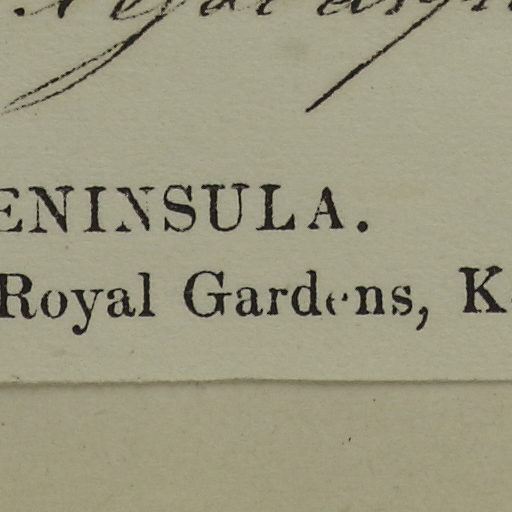 ENINSULA.
Royal Gardens, K